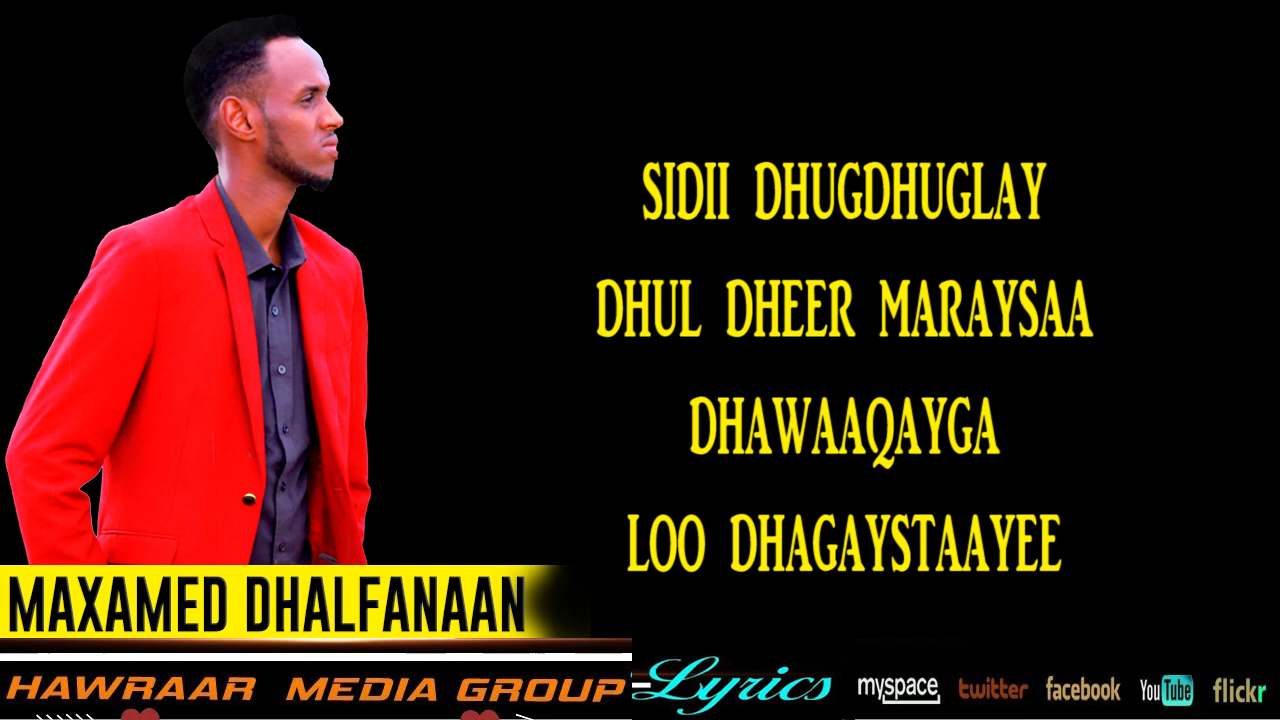 SIDII DHUGDHUGLAY
DHUL DHEER MARAYSAA
DHAWAAQAYGA
LOO DHAGAYSTAAYEE
MAXAMED DHALFANAAN
HAWRAAR MEDIA GROUP Lyrics myspace twitter facebook YouTube flickr